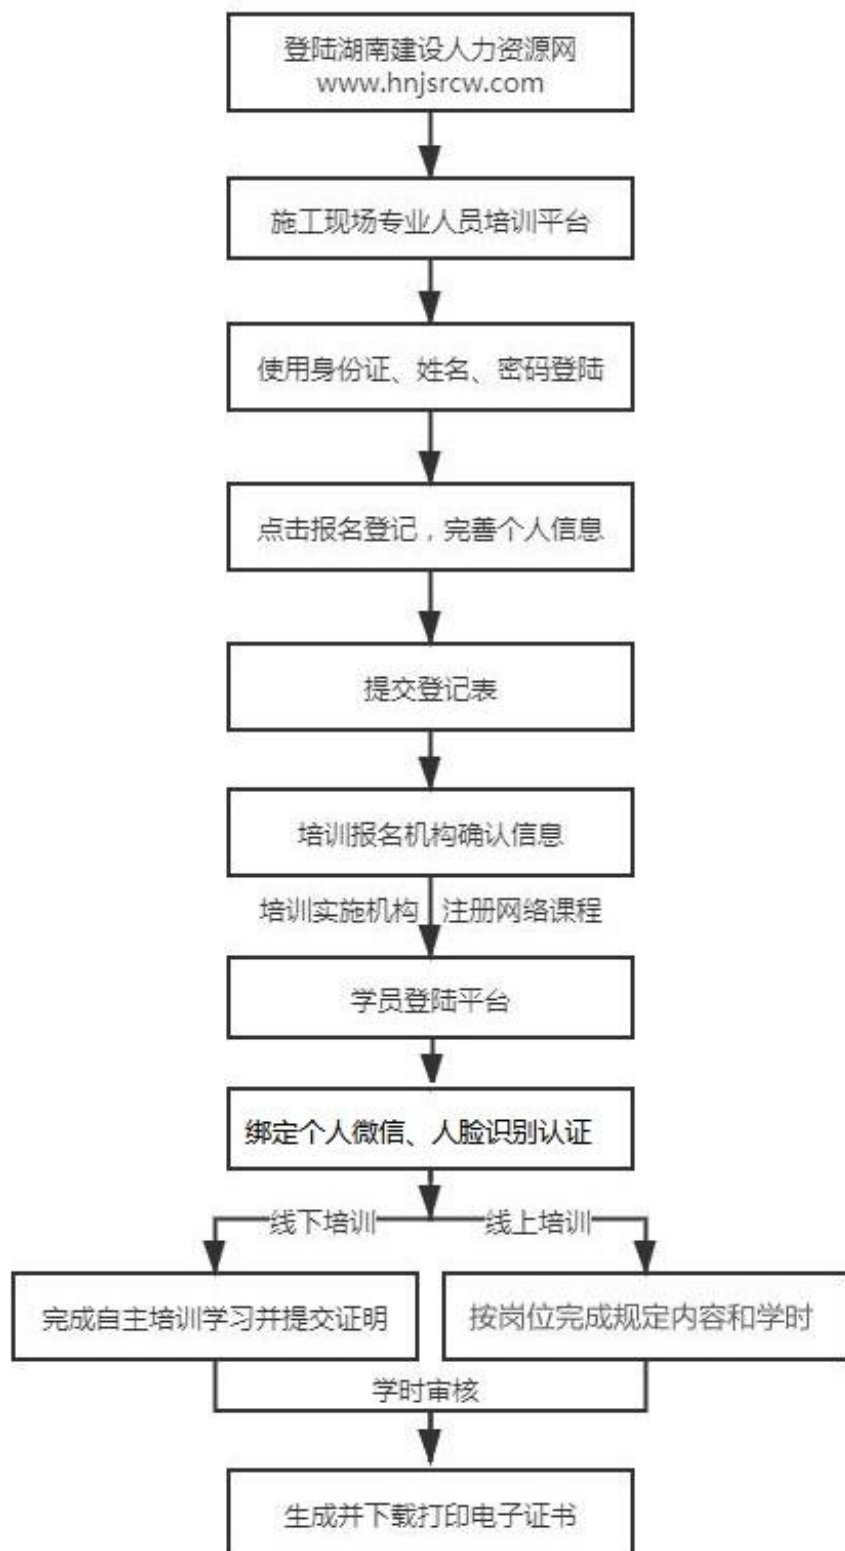 登陆湖南建设人力资源网
www.hnjsrcw.com
施工现场专业人员培训平台
使用身份证、姓名、密码登陆
点击报名登记，完善个人信息
提交登记表
培训报名机构确认信息
培训实施机构 注册网络课程
学员登陆平台
绑定个人微信、人脸识别认证
线下培训 线上培训
完成自主培训学习并提交证明 按岗位完成规定内容和学时
学时审核
生成并下载打印电子证书